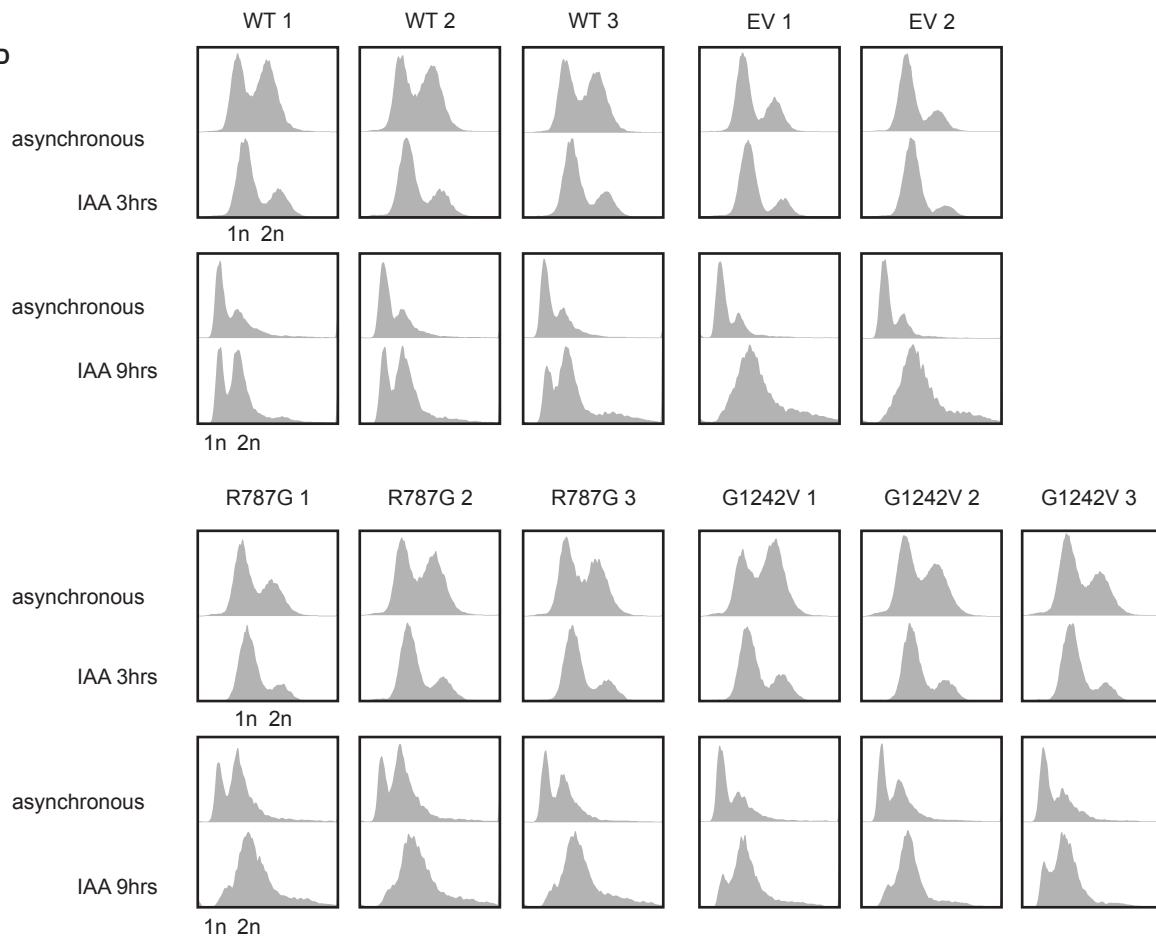 WT 1 WT 2 WT 3 EV 1 EV 2
D
asynchronous
IAA 3hrs
1n 2n
asynchronous
IAA 9hrs
1n 2n
R787G 1 R787G 2 R787G 3 G1242V 1 G1242V 2 G1242V 3
asynchronous
IAA 3hrs
1n 2n
asynchronous
IAA 9hrs
1n 2n